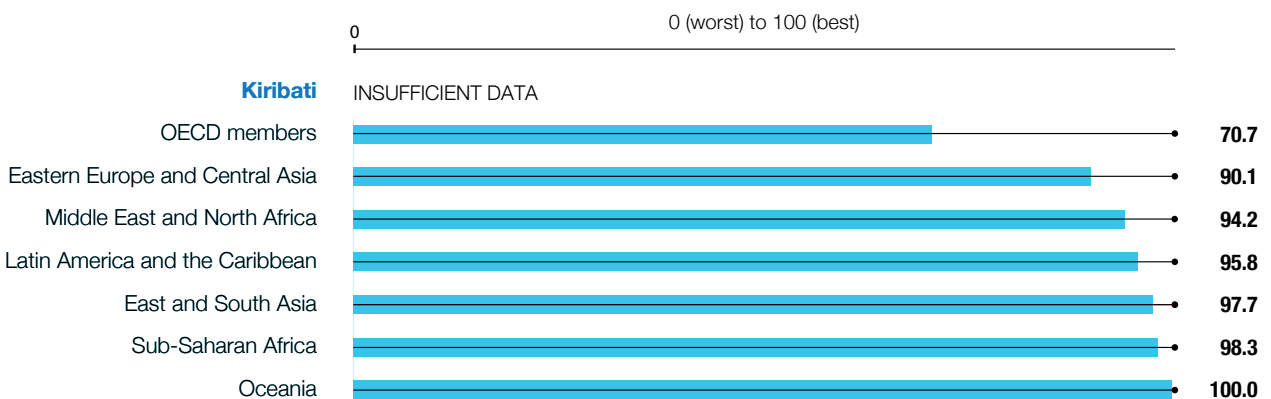 0 (worst) to 100 (best)
0
Kiribati INSUFFICIENT DATA
OECD members 70.7
Eastern Europe and Central Asia 90.1
Middle East and North Africa 94.2
Latin America and the Caribbean 95.8
East and South Asia 97.7
Sub-Saharan Africa 98.3
Oceania 100.0